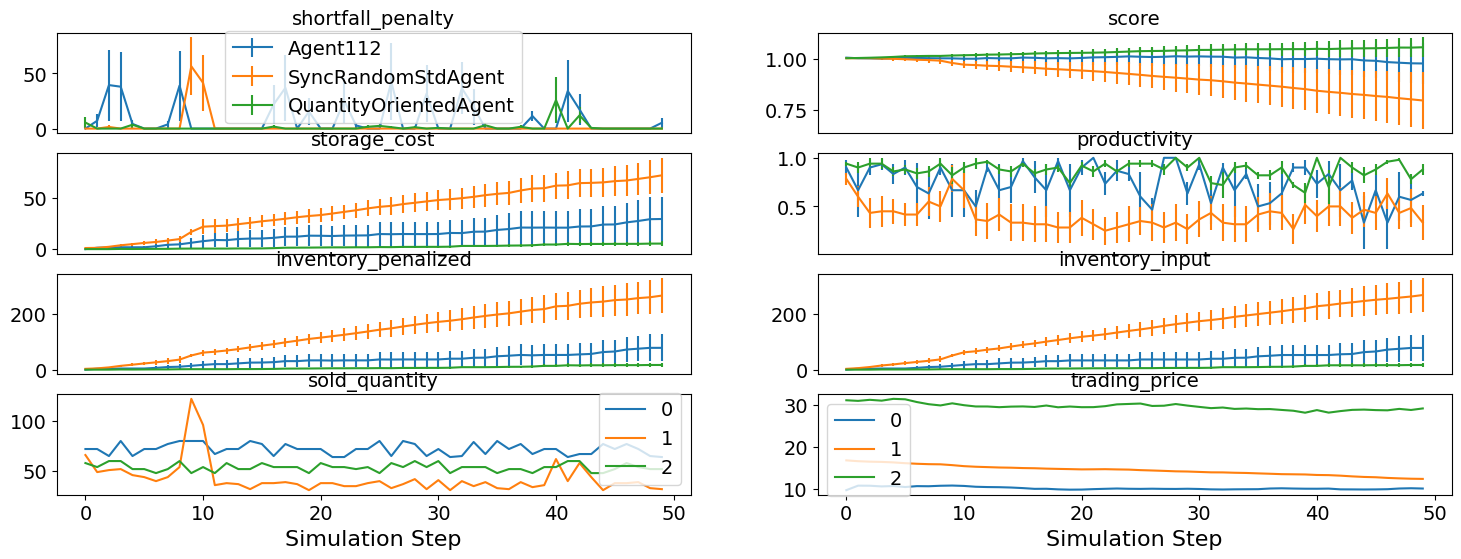 shortfall_penalty
50
0
Agent112
SyncRandomStdAgent
QuantityOrientedAgent
score
1.00
0.75
storage_cost
50
0
productivity
1.0
0.5
inventory_penalized
200
0
inventory_input
200
0
sold_quantity
100
50
0
1
2
0 10 20 30 40 50
Simulation Step
trading_price
30
20
10
0
1
2
0 10 20 30 40 50
Simulation Step